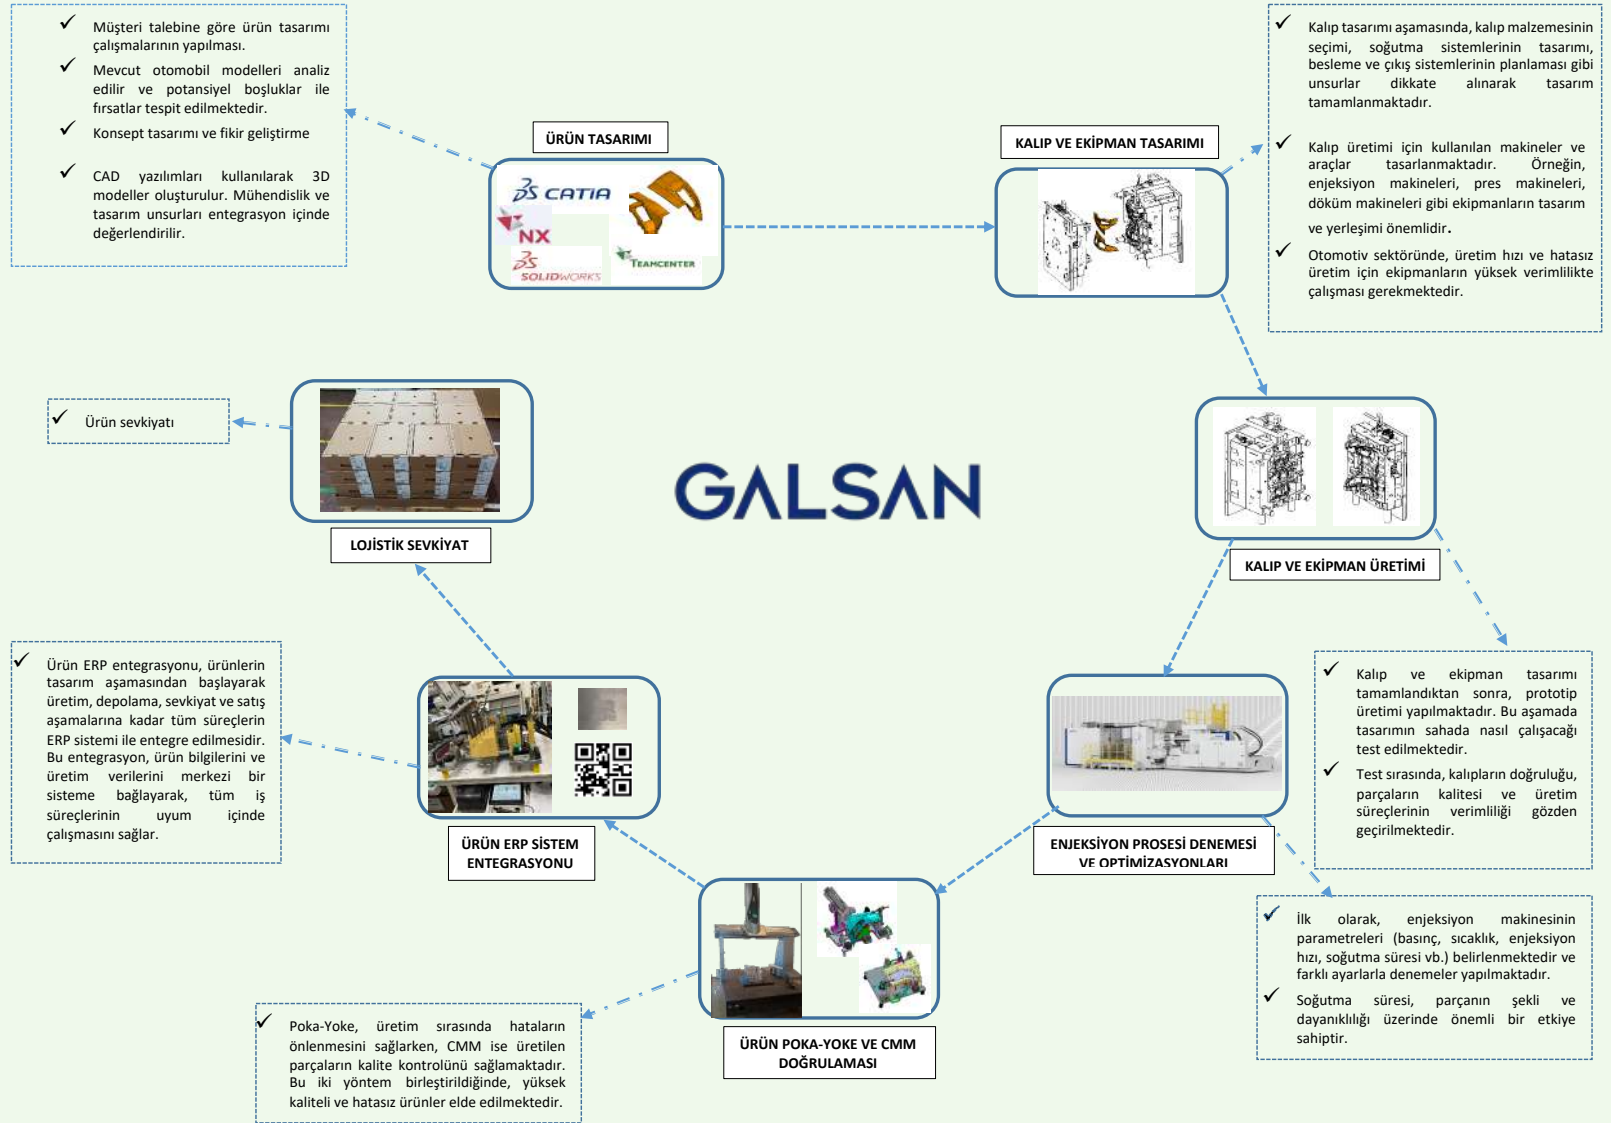 Müşteri talebine göre ürün tasarımı
çalışmalarının yapılması.
Mevcut otomobil modelleri analiz
edilir ve potansiyel boşluklar ile
fırsatlar tespit edilmektedir.
Konsept tasarımı ve fikir geliştirme
CAD yazılımları kullanılarak 3D
modeller oluşturulur. Mühendislik ve
tasarım unsurları entegrasyon içinde
değerlendirilir.
ÜRÜN TASARIMI
CATIA
NX
SOLIDWORKS
TEAMCENTER
KALIP VE EKİPMAN TASARIMI
Kalıp tasarımı aşamasında, kalıp malzemesinin
seçimi, soğutma sistemlerinin tasarımı,
besleme ve çıkış sistemlerinin planlaması gibi
unsurlar dikkate alınarak tasarım
tamamlanmaktadır.
Kalıp üretimi için kullanılan makineler ve
araçlar tasarlanmaktadır. Örneğin,
enjeksiyon makineleri, pres makineleri,
döküm makineleri gibi ekipmanların tasarım
ve yerleşimi önemlidir.
Otomotiv sektöründe, üretim hızı ve hatasız
üretim için ekipmanların yüksek verimlilikte
çalışması gerekmektedir.
Ürün sevkiyatı
LOJİSTİK SEVKİYAT
GALSAN
KALIP VE EKİPMAN ÜRETİMİ
Kalıp ve ekipman tasarımı
tamamlandıktan sonra, prototip
üretimi yapılmaktadır. Bu aşamada
tasarımın sahada nasıl çalışacağı
test edilmektedir.
Test sırasında, kalıpların doğruluğu,
parçaların kalitesi ve üretim
süreçlerinin verimliliği gözden
geçirilmektedir.
Ürün ERP entegrasyonu, ürünlerin
tasarım aşamasından başlayarak
üretim, depolama, sevkiyat ve satış
aşamalarına kadar tüm süreçlerin
ERP sistemi ile entegre edilmesidir.
Bu entegrasyon, ürün bilgilerini ve
üretim verilerini merkezi bir
sisteme bağlayarak, tüm iş
süreçlerinin uyum içinde
çalışmasını sağlar.
ÜRÜN ERP SİSTEM
ENTEGRASYONU
ENJEKSİYON PROSESİ DENEMESİ
VE OPTİMİZASYONLARI
İlk olarak, enjeksiyon makinesinin
parametreleri (basınç, sıcaklık, enjeksiyon
hızı, soğutma süresi vb.) belirlenmektedir ve
farklı ayarlarla denemeler yapılmaktadır.
Soğutma süresi, parçanın şekli ve
dayanıklılığı üzerinde önemli bir etkiye
sahiptir.
Poka-Yoke, üretim sırasında hataların
önlenmesini sağlarken, CMM ise üretilen
parçaların kalite kontrolünü sağlamaktadır.
Bu iki yöntem birleştirildiğinde, yüksek
kaliteli ve hatasız ürünler elde edilmektedir.
ÜRÜN POKA-YOKE VE CMM
DOĞRULAMASI